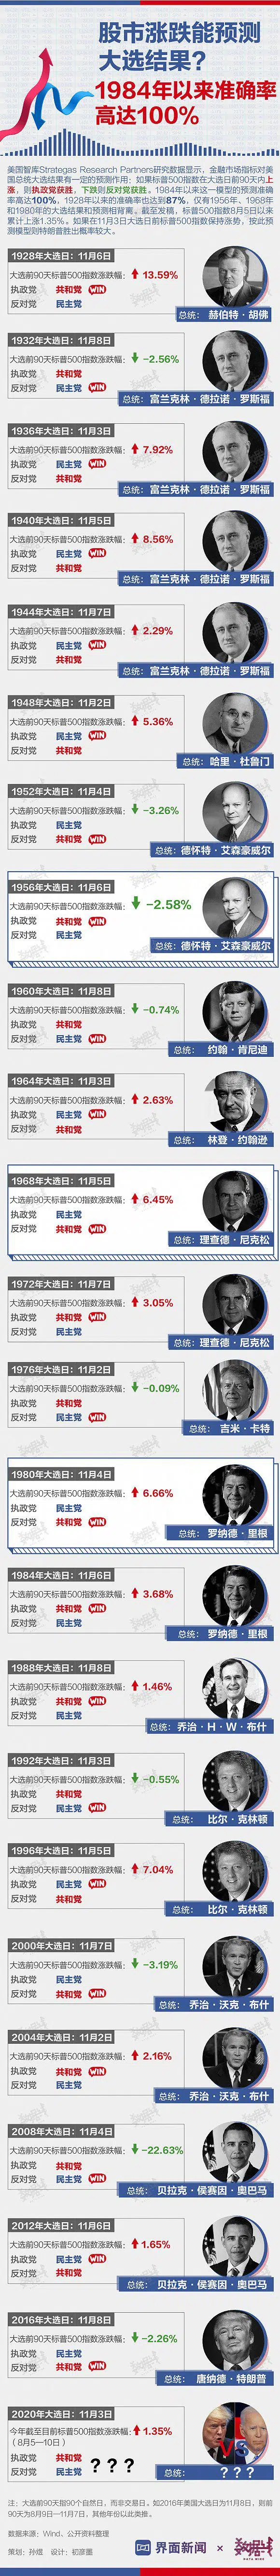 股市涨跌能预测
大选结果?
1984年以来准确率
高达100%
美国智库Strategas Research Partners研究数据显示，金融市场指标对美
国总统大选结果有一定的预测作用：如果标普500指数在大选日前90天内上
涨，则执政党获胜，下跌则反对党获胜。1984年以来这一模型的预测准确
率高达100%，1928年以来的准确率也达到87%，仅有1956年、1968年
和1980年的大选结果和预测相背离。截至发稿，标普500指数8月5日以来
累计上涨1.35%。如果在11月3日大选日前标普500指数保持涨势，按此预
测模型则特朗普胜出概率较大。
1928年大选日：11月6日
大选前90天标普500指数涨跌幅：13.59%
执政党 共和党 WIN
反对党 民主党
总统：赫伯特·胡佛
1932年大选日：11月8日
大选前90天标普500指数涨跌幅：-2.56%
执政党 共和党
反对党 民主党 WIN
总统：富兰克林·德拉诺·罗斯福
1936年大选日：11月3日
大选前90天标普500指数涨跌幅：7.92%
执政党 民主党 WIN
反对党 共和党
总统：富兰克林·德拉诺·罗斯福
1940年大选日：11月5日
大选前90天标普500指数涨跌幅：8.56%
执政党 民主党 WIN
反对党 共和党
总统：富兰克林·德拉诺·罗斯福
1944年大选日：11月7日
大选前90天标普500指数涨跌幅：2.29%
执政党 民主党 WIN
反对党 共和党
总统：富兰克林·德拉诺·罗斯福
1948年大选日：11月2日
大选前90天标普500指数涨跌幅：5.36%
执政党 民主党 WIN
反对党 共和党
总统：哈里·杜鲁门
1952年大选日：11月4日
大选前90天标普500指数涨跌幅：-3.26%
执政党 民主党
反对党 共和党 WIN
总统：德怀特·艾森豪威尔
1956年大选日：11月6日
大选前90天标普500指数涨跌幅：-2.58%
执政党 共和党 WIN
反对党 民主党
总统：德怀特·艾森豪威尔
1960年大选日：11月8日
大选前90天标普500指数涨跌幅：-0.74%
执政党 共和党
反对党 民主党 WIN
总统：约翰·肯尼迪
1964年大选日：11月3日
大选前90天标普500指数涨跌幅：2.63%
执政党 民主党 WIN
反对党 共和党
总统：林登·约翰逊
1968年大选日：11月5日
大选前90天标普500指数涨跌幅：6.45%
执政党 民主党
反对党 共和党 WIN
总统：理查德·尼克松
1972年大选日：11月7日
大选前90天标普500指数涨跌幅：3.05%
执政党 共和党 WIN
反对党 民主党
总统：理查德·尼克松
1976年大选日：11月2日
大选前90天标普500指数涨跌幅：-0.09%
执政党 共和党
反对党 民主党 WIN
总统：吉米·卡特
1980年大选日：11月4日
大选前90天标普500指数涨跌幅：6.66%
执政党 民主党
反对党 共和党 WIN
总统：罗纳德·里根
1984年大选日：11月6日
大选前90天标普500指数涨跌幅：3.68%
执政党 共和党 WIN
反对党 民主党
总统：罗纳德·里根
1988年大选日：11月8日
大选前90天标普500指数涨跌幅：1.46%
执政党 共和党 WIN
反对党 民主党
总统：乔治·H·W·布什
1992年大选日：11月3日
大选前90天标普500指数涨跌幅：-0.55%
执政党 共和党
反对党 民主党 WIN
总统：比尔·克林顿
1996年大选日：11月5日
大选前90天标普500指数涨跌幅：7.04%
执政党 民主党 WIN
反对党 共和党
总统：比尔·克林顿
2000年大选日：11月7日
大选前90天标普500指数涨跌幅：-3.19%
执政党 民主党
反对党 共和党 WIN
总统：乔治·沃克·布什
2004年大选日：11月2日
大选前90天标普500指数涨跌幅：2.16%
执政党 共和党 WIN
反对党 民主党
总统：乔治·沃克·布什
2008年大选日：11月4日
大选前90天标普500指数涨跌幅：-22.63%
执政党 共和党
反对党 民主党 WIN
总统：贝拉克·侯赛因·奥巴马
2012年大选日：11月6日
大选前90天标普500指数涨跌幅：1.65%
执政党 民主党 WIN
反对党 共和党
总统：贝拉克·侯赛因·奥巴马
2016年大选日：11月8日
大选前90天标普500指数涨跌幅：-2.26%
执政党 民主党
反对党 共和党 WIN
总统：唐纳德·特朗普
2020年大选日：11月3日
今年截至目前标普500指数涨跌幅：1.35%
（8月5—10日）
执政党 共和党
反对党 民主党
? ? ?
VS
总统：? ? ?
注：大选前90天指90个自然日，而非交易日。如2016年美国大选日为11月8日，则前
90天为8月9日—11月7日，其他年份以此类推。
数据来源：Wind、公开资料整理
策划：孙煜 设计：初彦墨
界面新闻 ×